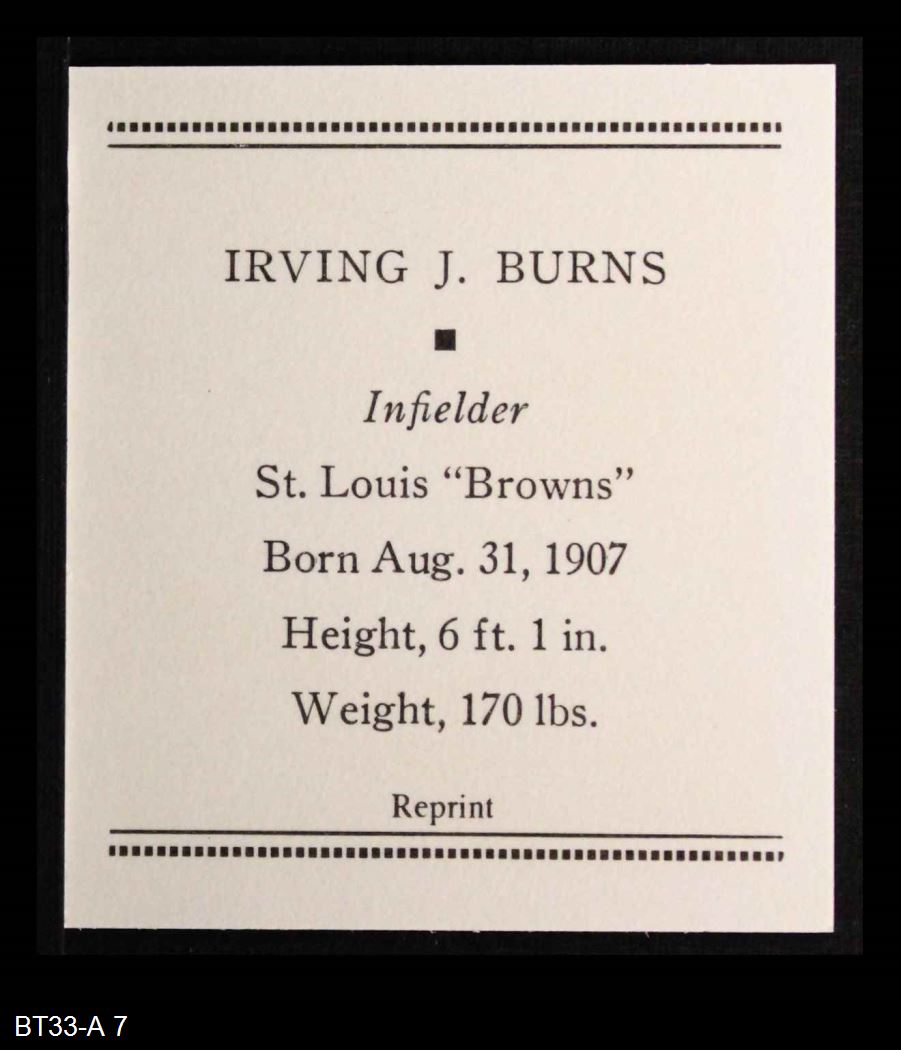 IRVING J. BURNS
Infielder
St. Louis “Browns”
Born Aug. 31, 1907
Height, 6 ft. 1 in.
Weight, 170 lbs.
Reprint
BT33-A 7